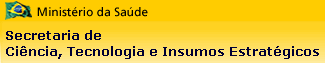 Ministério da Saúde
Secretaria de
Ciência, Tecnologia e Insumos Estratégicos